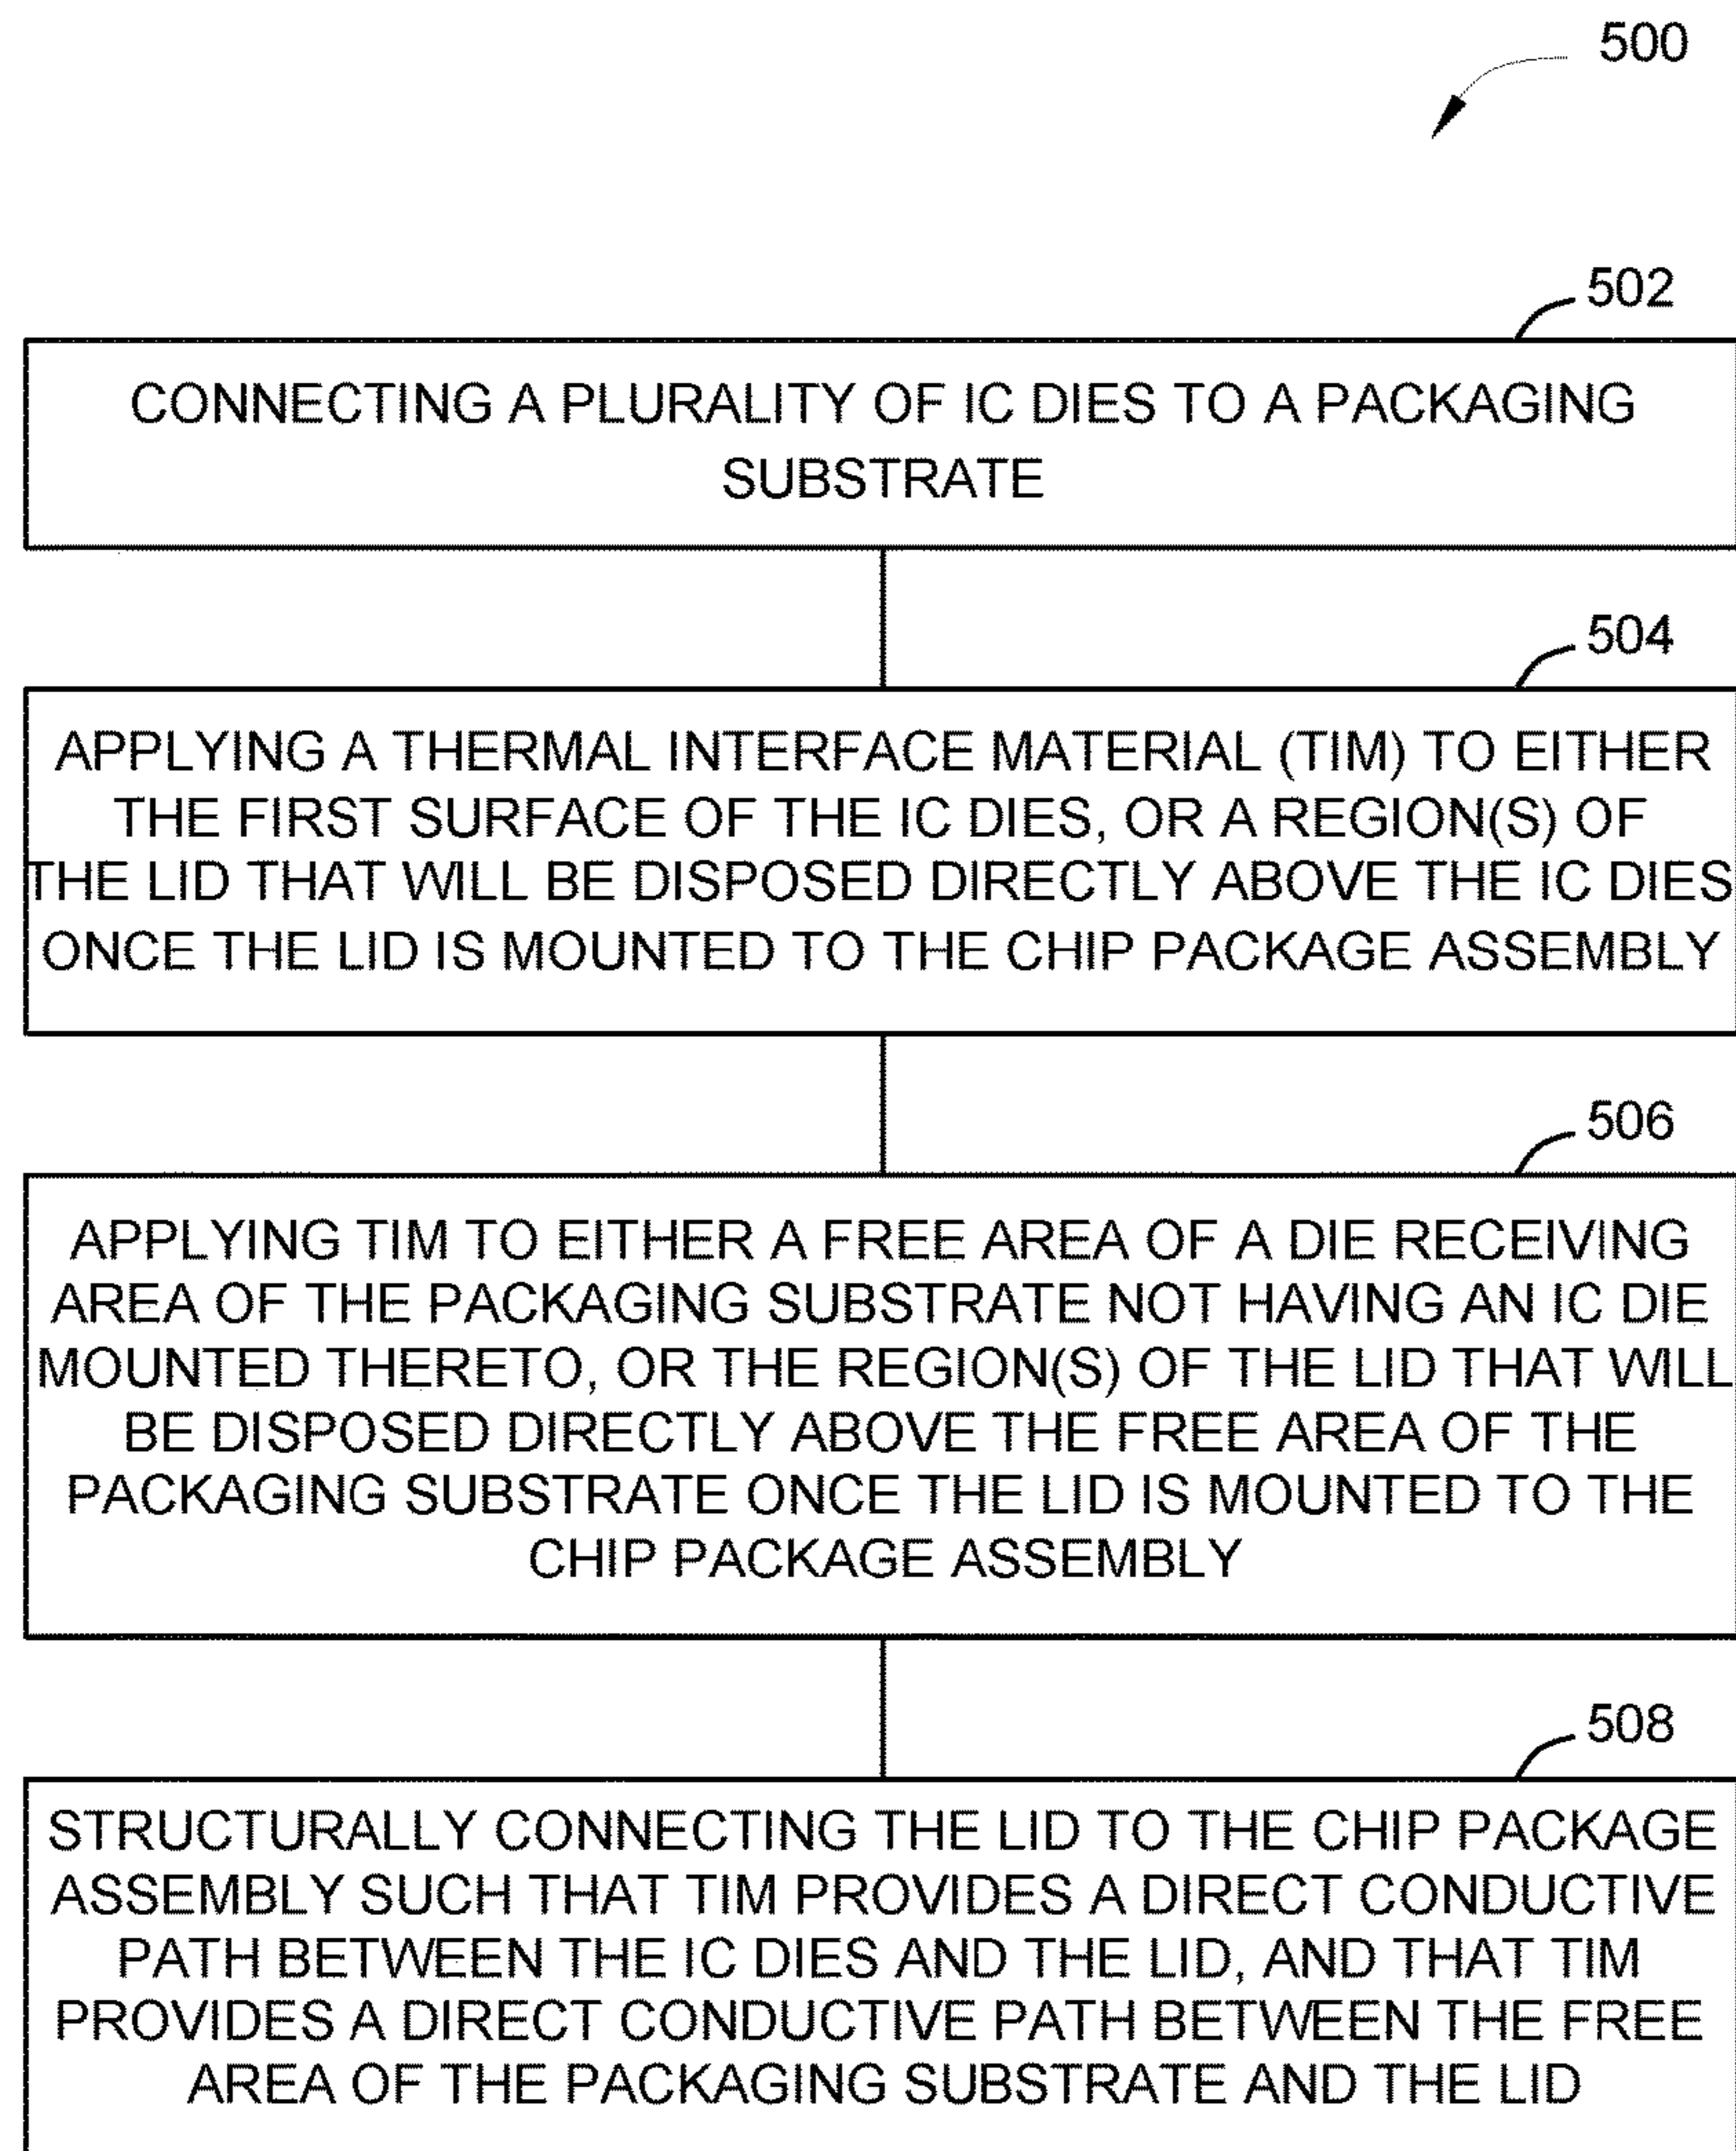 500
502
CONNECTING A PLURALITY OF IC DIES TO A PACKAGING
SUBSTRATE
504
APPLYING A THERMAL INTERFACE MATERIAL (TIM) TO EITHER
THE FIRST SURFACE OF THE IC DIES, OR A REGION(S) OF
THE LID THAT WILL BE DISPOSED DIRECTLY ABOVE THE IC DIES
ONCE THE LID IS MOUNTED TO THE CHIP PACKAGE ASSEMBLY
506
APPLYING TIM TO EITHER A FREE AREA OF A DIE RECEIVING
AREA OF THE PACKAGING SUBSTRATE NOT HAVING AN IC DIE
MOUNTED THERETO, OR THE REGION(S) OF THE LID THAT WILL
BE DISPOSED DIRECTLY ABOVE THE FREE AREA OF THE
PACKAGING SUBSTRATE ONCE THE LID IS MOUNTED TO THE
CHIP PACKAGE ASSEMBLY
508
STRUCTURALLY CONNECTING THE LID TO THE CHIP PACKAGE
ASSEMBLY SUCH THAT TIM PROVIDES A DIRECT CONDUCTIVE
PATH BETWEEN THE IC DIES AND THE LID, AND THAT TIM
PROVIDES A DIRECT CONDUCTIVE PATH BETWEEN THE FREE
AREA OF THE PACKAGING SUBSTRATE AND THE LID